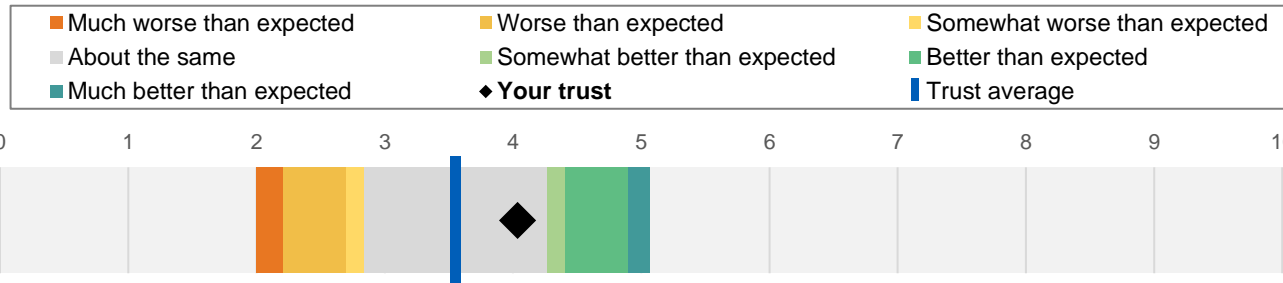 Much worse than expected Worse than expected Somewhat worse than expected
About the same Somewhat better than expected Better than expected
Much better than expected Your trust Trust average
0 1 2 3 4 5 6 7 8 9 10